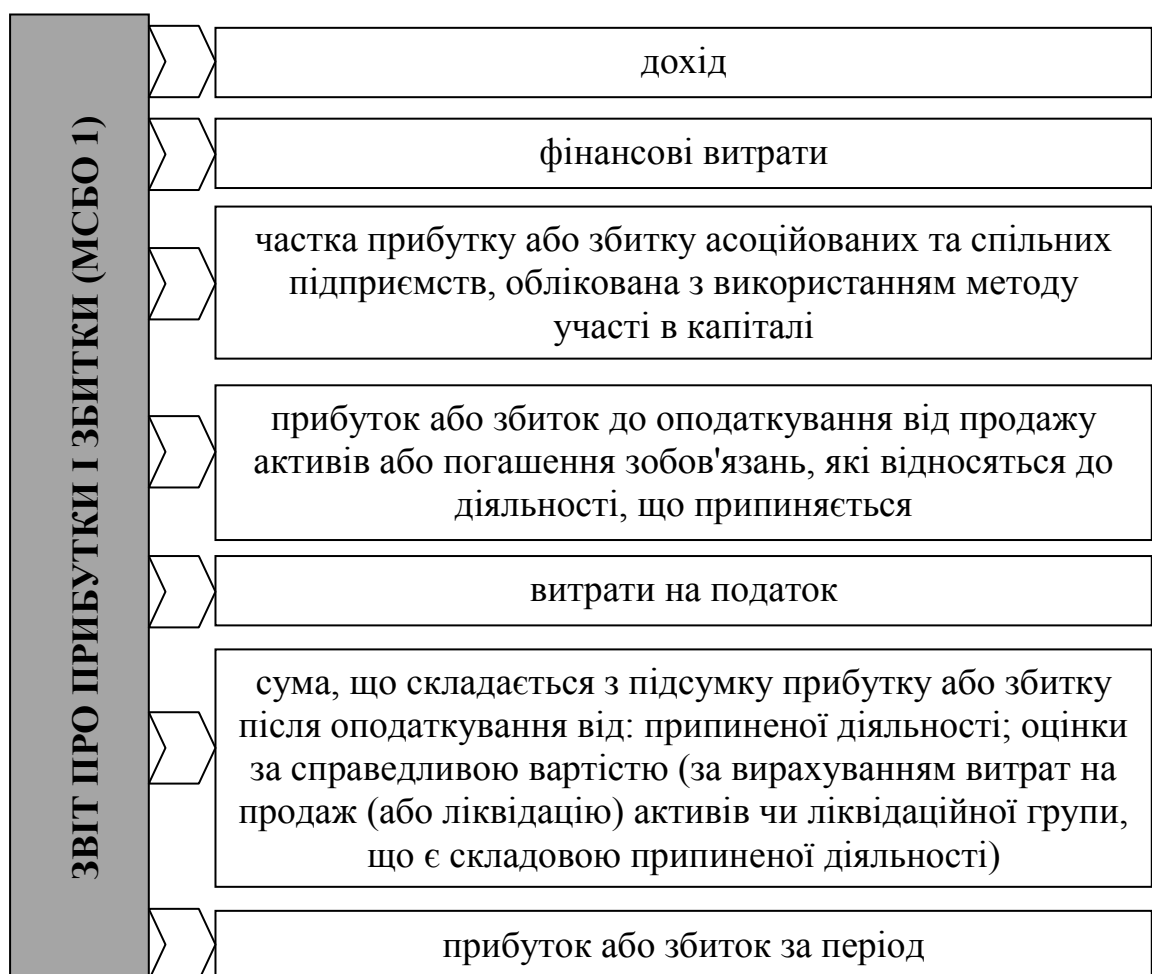 ЗВІТ ПРО ПРИБУТКИ І ЗБИТКИ (МСБО 1)
дохід
фінансові витрати
частка прибутку або збитку асоційованих та спільних
підприємств, облікована з використанням методу
участі в капіталі
прибуток або збиток до оподаткування від продажу
активів або погашення зобов'язань, які відносяться до
діяльності, що припиняється
витрати на податок
сума, що складається з підсумку прибутку або збитку
після оподаткування від: припиненої діяльності; оцінки
за справедливою вартістю (за вирахуванням витрат на
продаж (або ліквідацію) активів чи ліквідаційної групи,
що є складовою припиненої діяльності)
прибуток або збиток за період